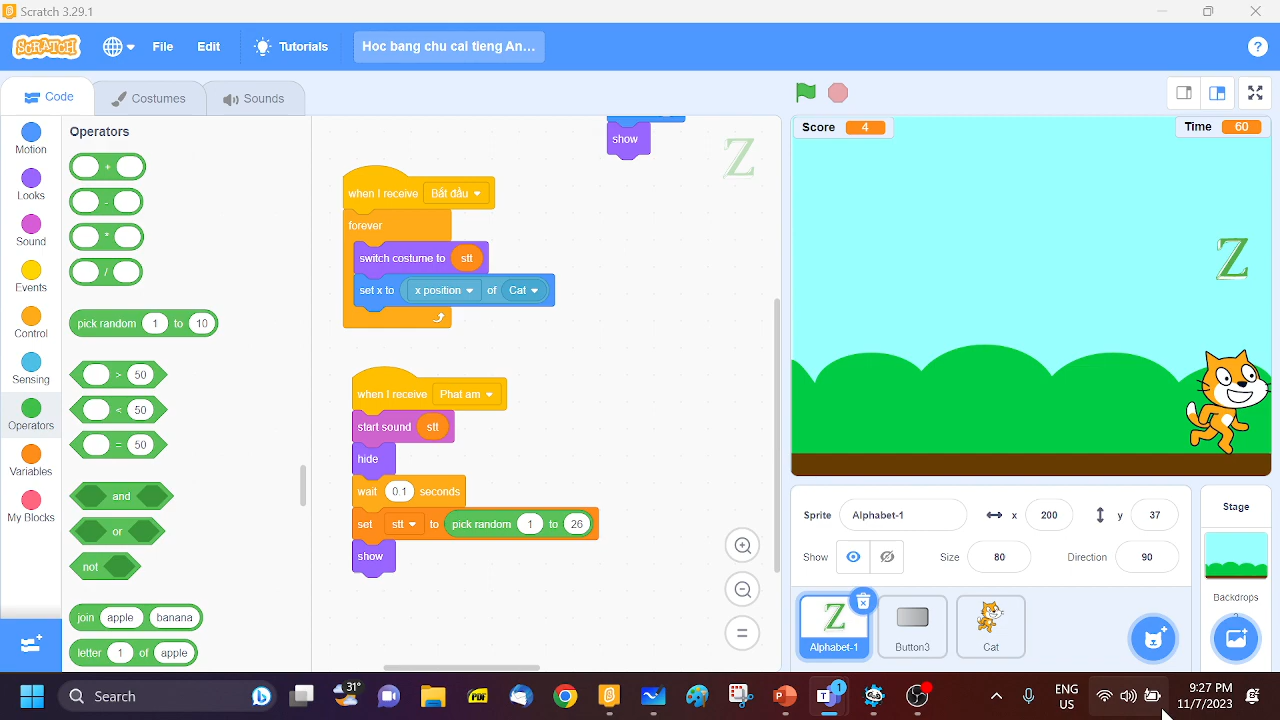 Scratch 3.29.1
SCRATCH File Edit Tutorials Hoc bang chu cai tieng An... ?
Code Costumes Sounds
Motion
Looks
Sound
Events
Control
Sensing
Operators
Variables
My Blocks
Operators
+
-
*
/
pick random 1 to 10
> 50
< 50
= 50
and
or
not
join apple banana
letter 1 of apple
show
Z
when I receive Bắt đầu
forever
switch costume to stt
set x to x position of Cat
when I receive Phat am
start sound stt
hide
wait 0.1 seconds
set stt to pick random 1 to 26
show
Score 4 Time 60
Z
Sprite Alphabet-1 x 200 y 37
Show Size 80 Direction 90
Z
Alphabet-1 Button3 Cat
Stage
Backdrops
Search 31° PDF 1 ENG US 9:27 PM 11/7/2023